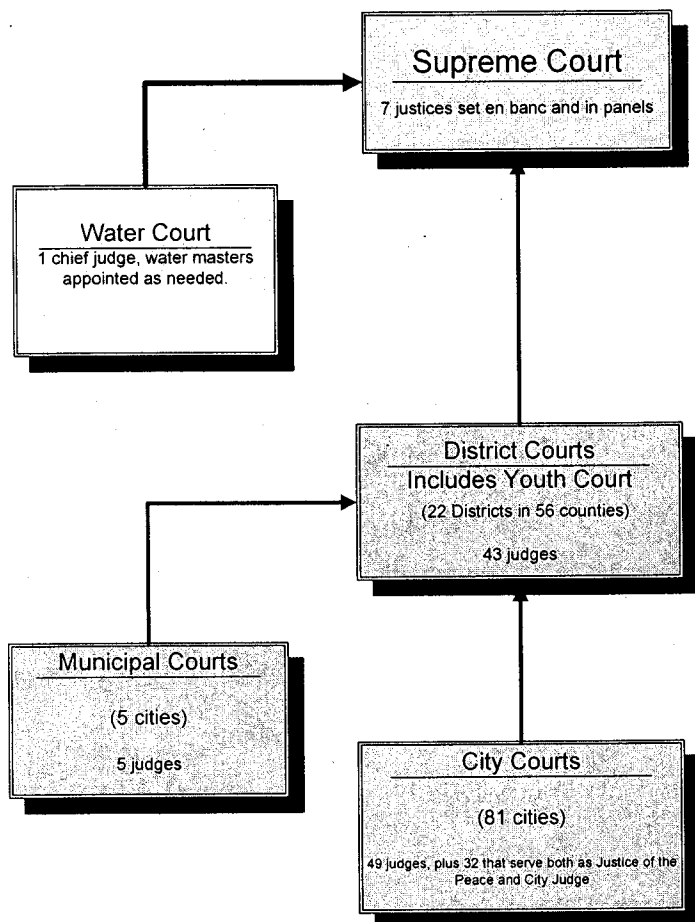 Supreme Court
7 justices set en banc and in panels
Water Court
1 chief judge, water masters
appointed as needed.
District Courts
Includes Youth Court
(22 Districts in 56 counties)
43 judges
Municipal Courts
(5 cities)
5 judges
City Courts
(81 cities)
49 judges, plus 32 that serve both as Justice of the
Peace and City Judge